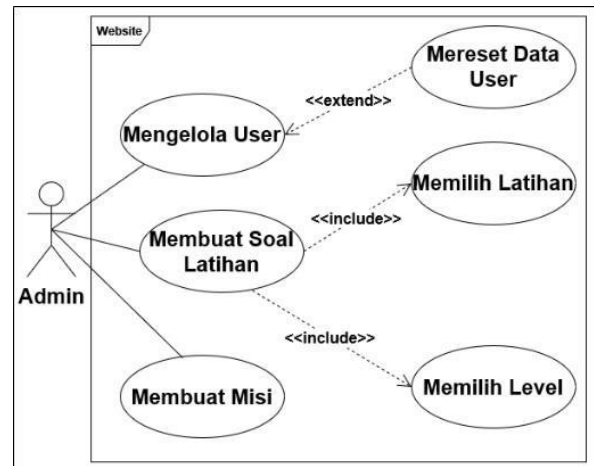 Website
Mereset Data
User
<<extend>>
Mengelola User
Memilih Latihan
<<include>>
Membuat Soal
Latihan
Admin
<<include>>
Membuat Misi
Memilih Level